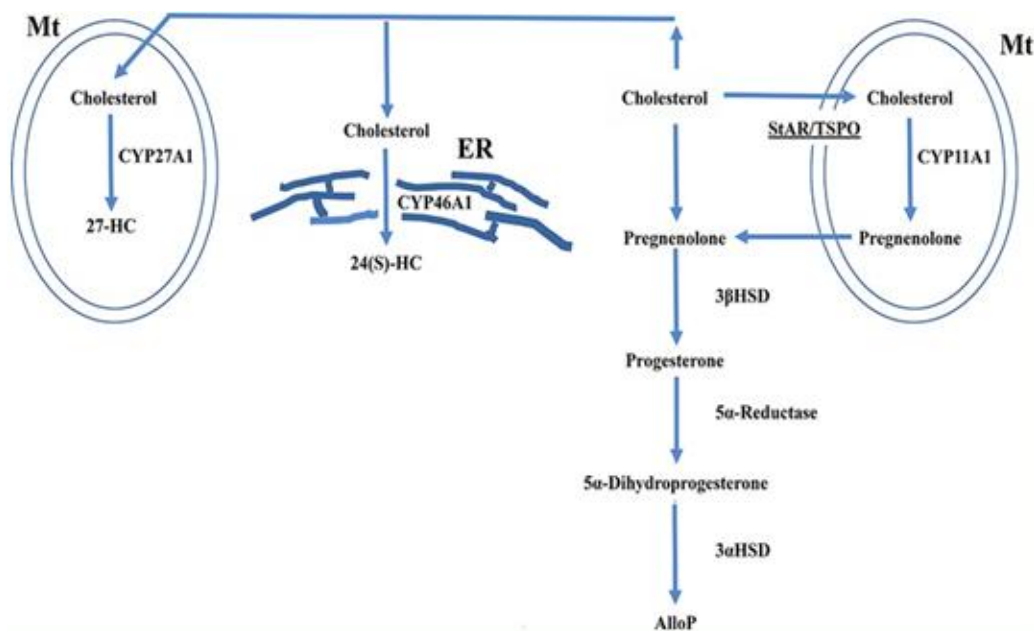 Mt
Mt
Cholesterol
Cholesterol
Cholesterol
StAR/TSPO
Cholesterol
CYP27A1
CYP11A1
ER
CYP46A1
27-HC
Pregnenolone
Pregnenolone
24(S)-HC
3βHSD
Progesterone
5α-Reductase
5α-Dihydroprogesterone
3αHSD
AlloP